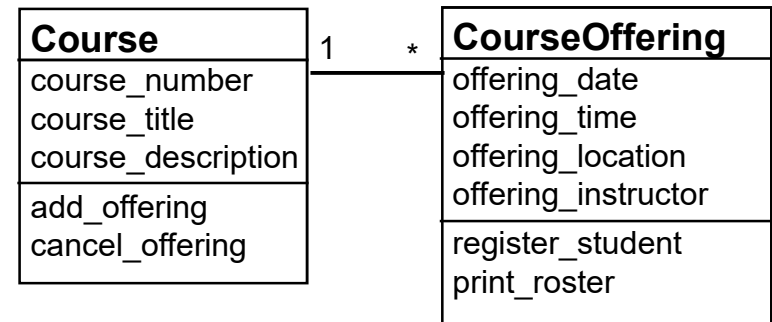 Course
course_number
course_title
course_description
add_offering
cancel_offering
1
*
CourseOffering
offering_date
offering_time
offering_location
offering_instructor
register_student
print_roster